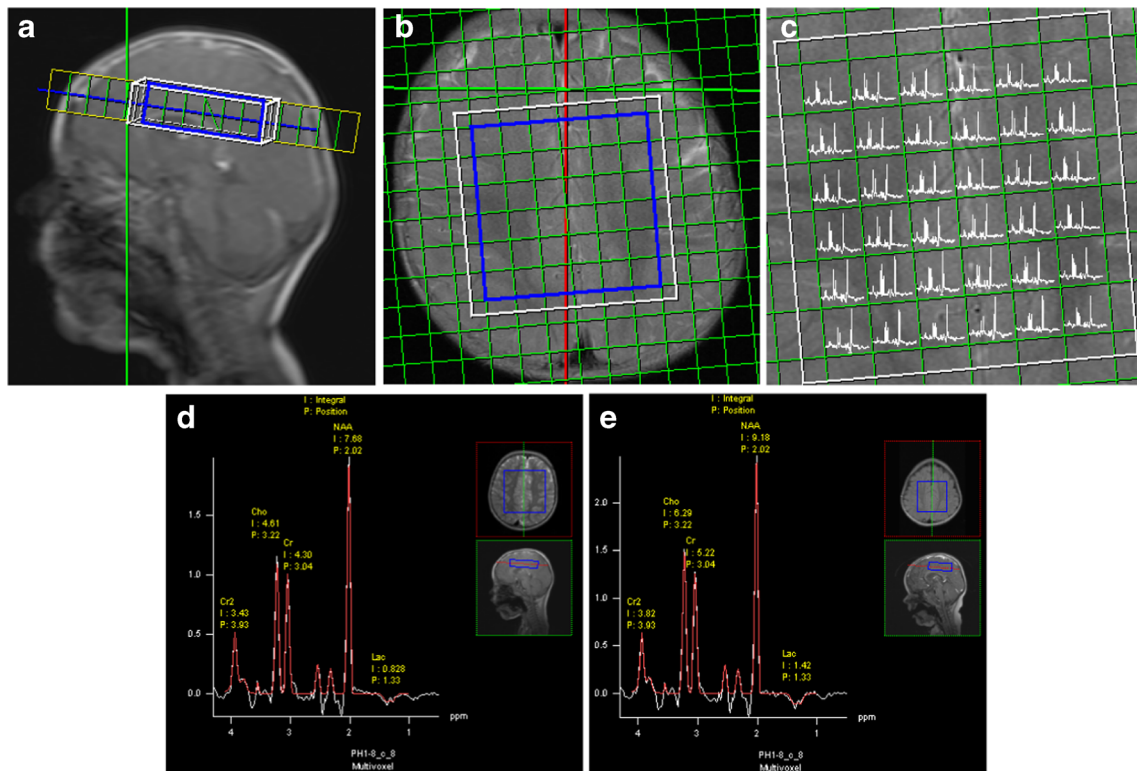 a
b
c
d
I : Integral
P: Position
NAA
I : 7.68
P : 2.02
Cho
I : 4.61
P : 3.22
Cr
I : 4.30
P : 3.04
Cr2
I : 3.43
P : 3.93
Lac
I : 0.828
P : 1.33
1.5
1.0
0.5
0.0
4
3
2
1
ppm
PH1-8_c_8
Multivoxel
e
I : Integral
P: Position
NAA
I : 9.18
P : 2.02
Cho
I : 6.29
P : 3.22
Cr
I : 5.22
P : 3.04
Cr2
I : 3.82
P : 3.93
Lac
I : 1.42
P : 1.33
2.0
1.5
1.0
0.5
0.0
4
3
2
1
ppm
PH1-8_c_8
Multivoxel